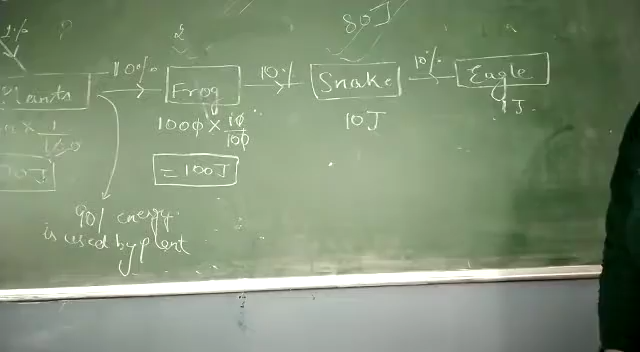 80J
1%
10%
10%
10%
Plants
Frog
Snake
Eagle
1000 × 10/100
10J
1J
= 100J
90% energy
is used by plant